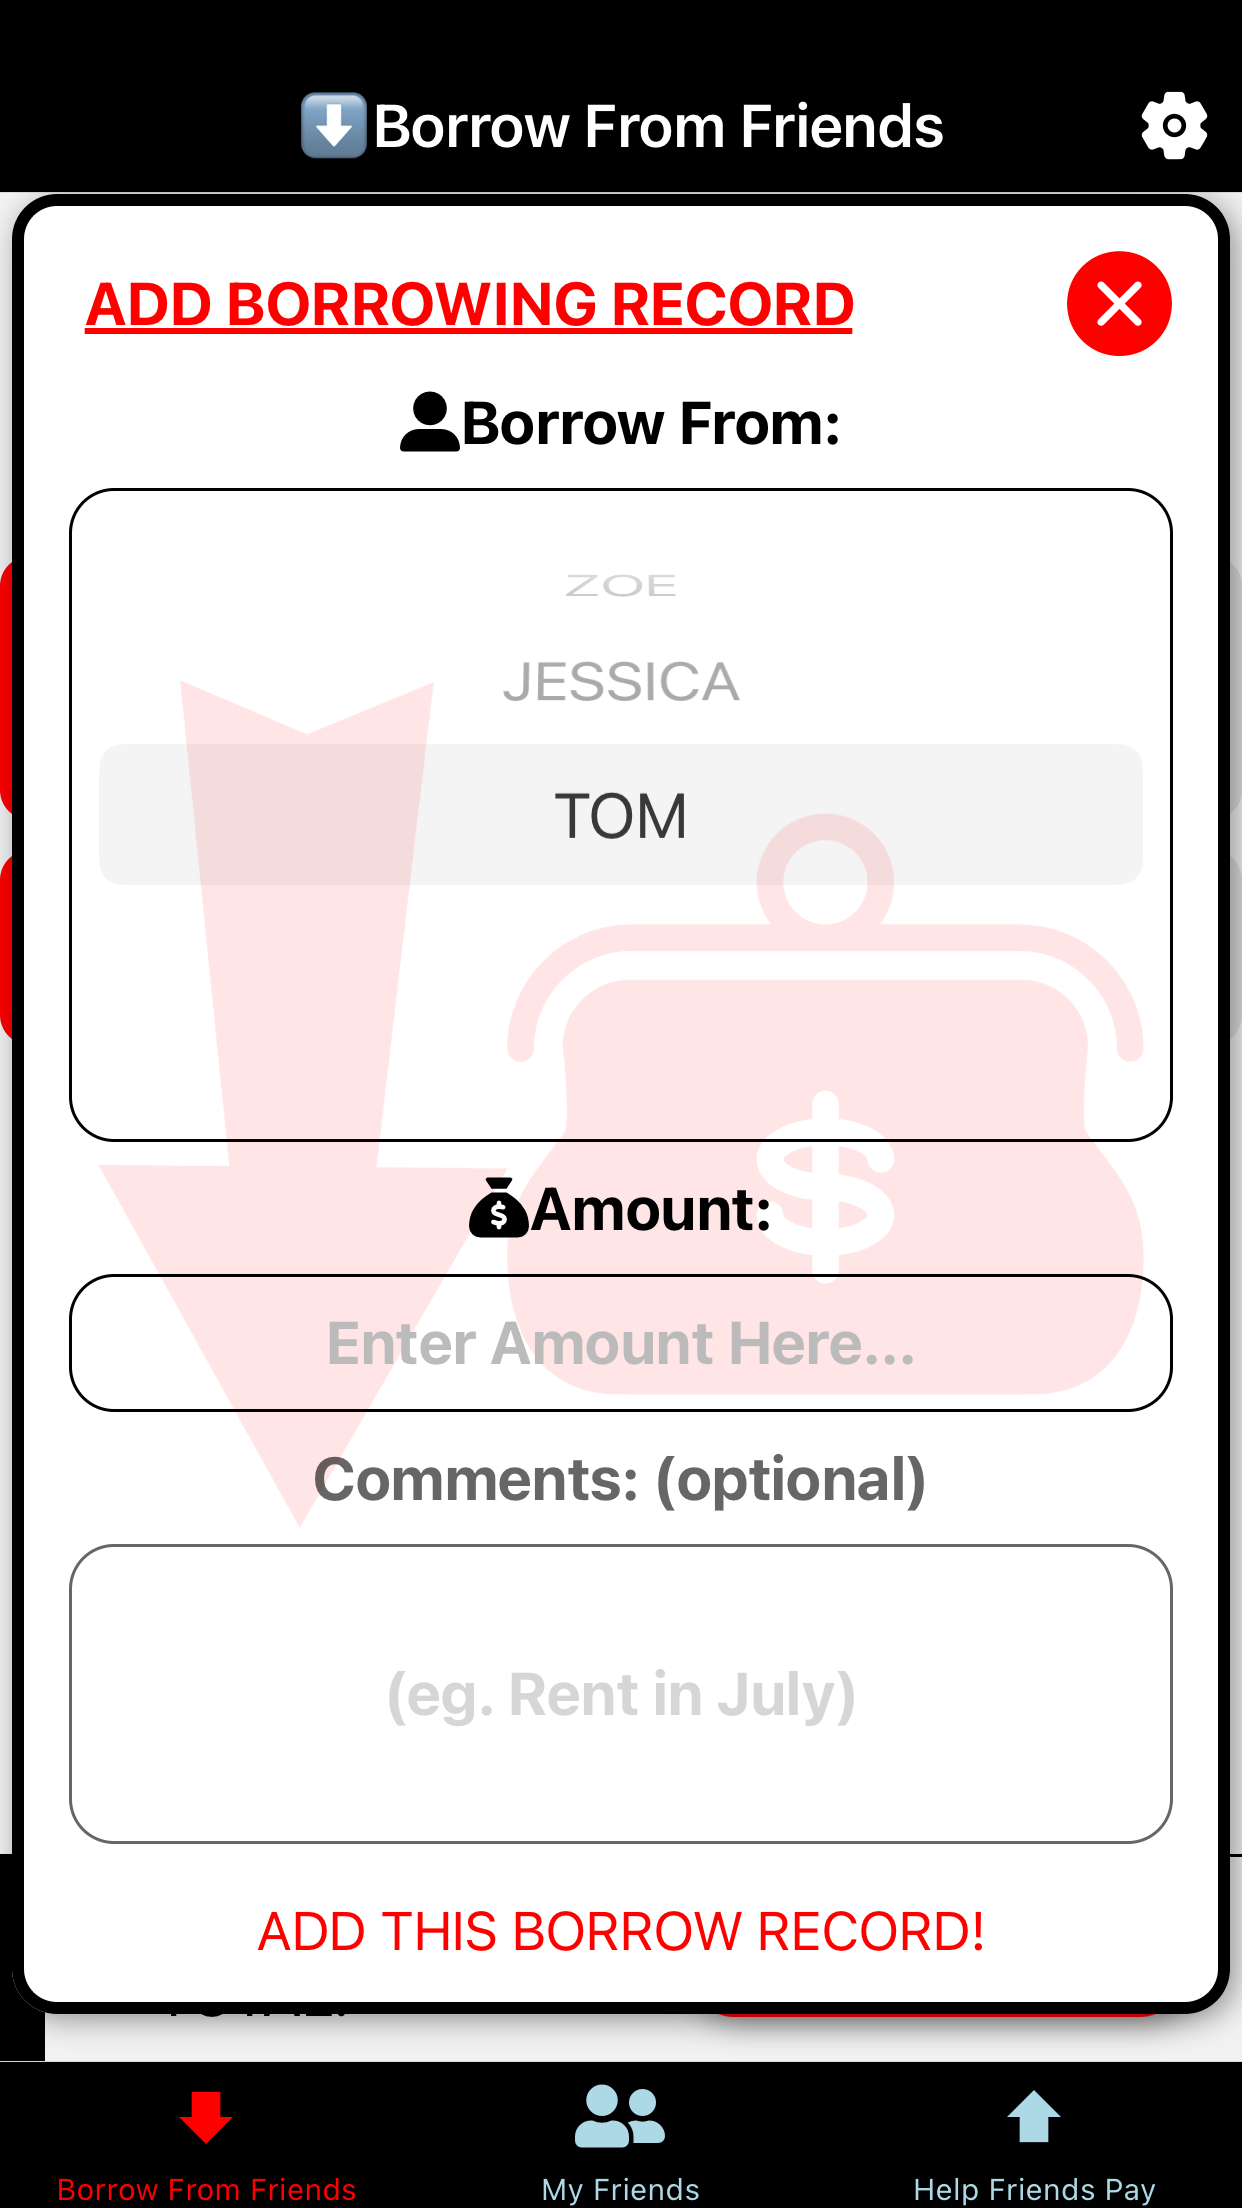 Borrow From Friends
ADD BORROWING RECORD
Borrow From:
ZOE
JESSICA
TOM
$
$Amount:
Enter Amount Here...
Comments: (optional)
(eg. Rent in July)
ADD THIS BORROW RECORD!
Borrow From Friends
My Friends
Help Friends Pay